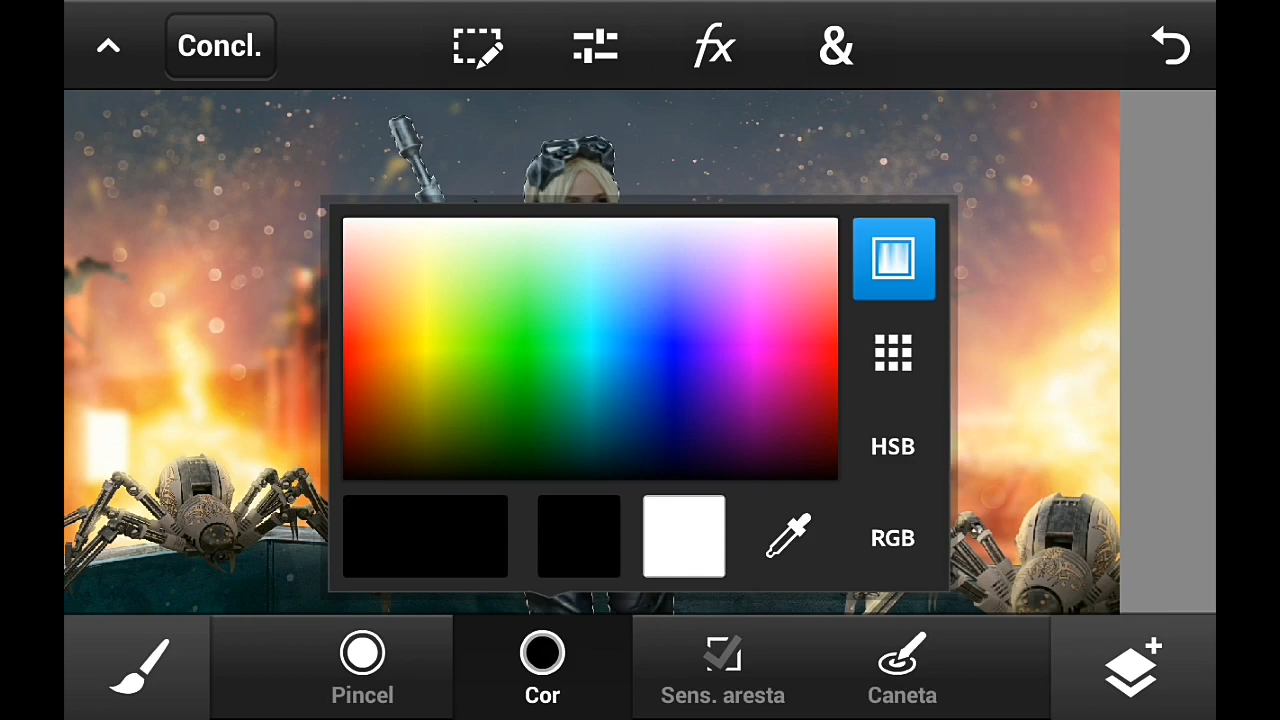 Concl.
fx
&
HSB
RGB
Pincel
Cor
Sens. aresta
Caneta